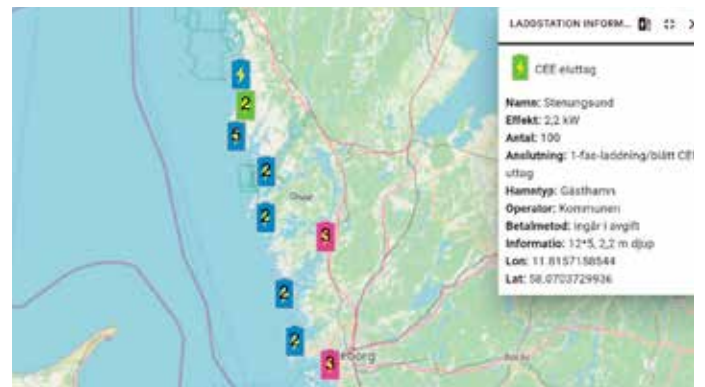 LADDSTATION INFORM...
CEE eluttag
Namn: Stenungsund
Effekt: 2,2 kW
Antal: 100
Anslutning: 1-fas-laddning/blått CEE
uttag
Hamntyp: Gästhamn
Operator: Kommunen
Betalmetod: ingår i avgift
Informatio: 12*5, 2,2 m djup
Lon: 11.8157158544
Lat: 58.0703729936
2
5
2
2
3
2
2
3
eborg